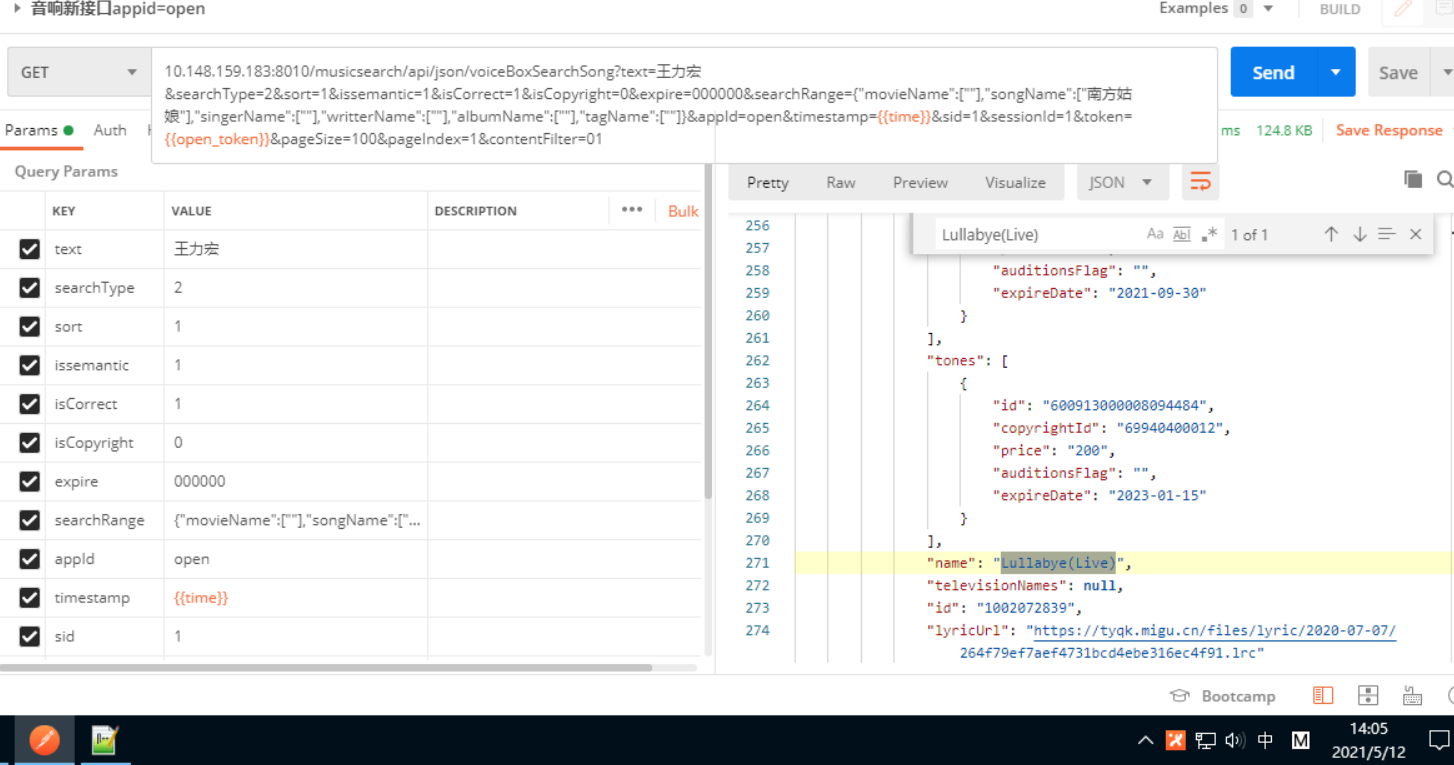 音响新接口appid=open
Examples 0
BUILD
GET
10.148.159.183:8010/musicsearch/api/json/voiceBoxSearchSong?text=王力宏
&searchType=2&sort=1&issemantic=1&isCorrect=1&isCopyright=0&expire=000000&searchRange={"movieName":[""],"songName":["南方姑
娘"],"singerName":[""],"writterName":[""],"albumName":[""],"tagName":[""]}&appId=open&timestamp={{time}}&sid=1&sessionId=1&token=
{{open_token}}&pageSize=100&pageIndex=1&contentFilter=01
Send
Save
Params
Auth
ms 124.8 KB Save Response
Query Params
Pretty Raw Preview Visualize JSON
KEY VALUE DESCRIPTION ••• Bulk
text 王力宏
searchType 2
sort 1
issemantic 1
isCorrect 1
isCopyright 0
expire 000000
searchRange {"movieName":[""],"songName":["...
appId open
timestamp {{time}}
sid 1
Lullabye(Live) Aa Abl .* 1 of 1
256
257
258 "auditionsFlag": "",
259 "expireDate": "2021-09-30"
260 }
261 ],
262 "tones": [
263 {
264 "id": "600913000008094484",
265 "copyrightId": "69940400012",
266 "price": "200",
267 "auditionsFlag": "",
268 "expireDate": "2023-01-15"
269 }
270 ],
271 "name": "Lullabye(Live)",
272 "televisionNames": null,
273 "id": "1002072839",
274 "lyricUrl": "https://tyqk.migu.cn/files/lyric/2020-07-07/
264f79ef7aef4731bcd4ebe316ec4f91.lrc"
Bootcamp
中 M
14:05
2021/5/12